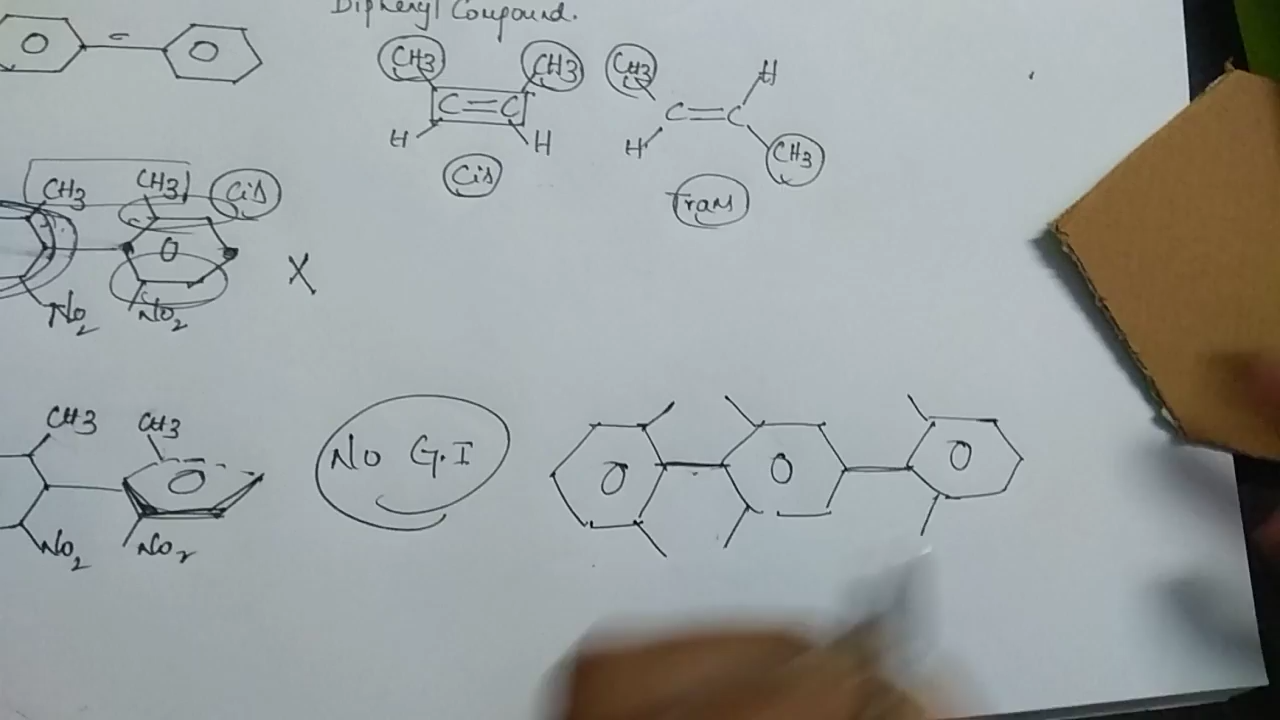 Diphenyl Compound.
CH3 CH3 CH3 H
C=C C=C
H H H CH3
Cis Trans
CH3 CH3 Cis
NO2 NO2 X
CH3 CH3
No G.I
NO2 NO2